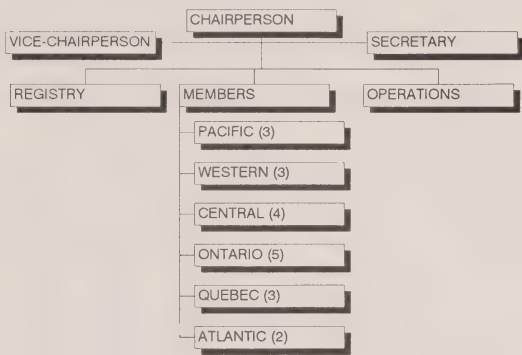 CHAIRPERSON
VICE-CHAIRPERSON
SECRETARY
REGISTRY
MEMBERS
OPERATIONS
PACIFIC (3)
WESTERN (3)
CENTRAL (4)
ONTARIO (5)
QUEBEC (3)
ATLANTIC (2)